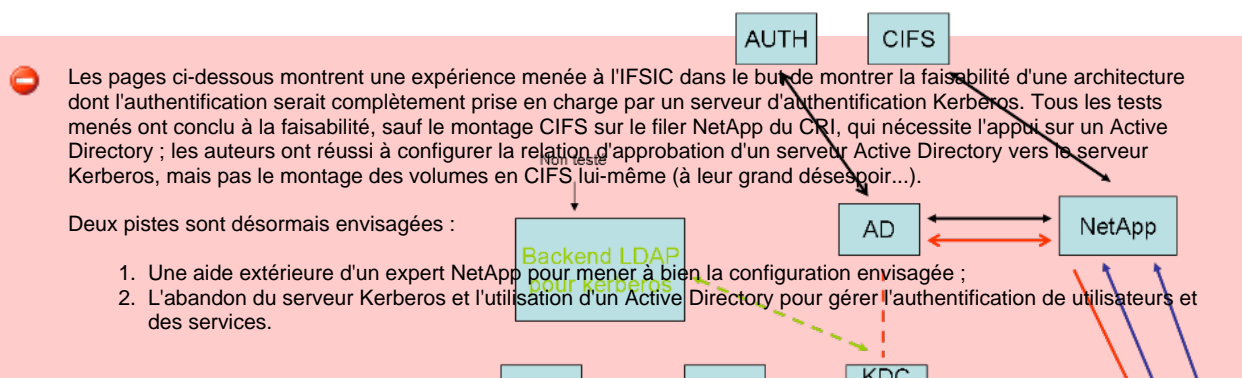 AUTH
CIFS
Les pages ci-dessous montrent une expérience menée à l'IFSIC dans le but de montrer la faisabilité d'une architecture
dont l'authentification serait complètement prise en charge par un serveur d'authentification Kerberos. Tous les tests
menés ont conclu à la faisabilité, sauf le montage CIFS sur le filer NetApp du CRI, qui nécessite l'appui sur un Active
Directory ; les auteurs ont réussi à configurer la relation d'approbation d'un serveur Active Directory vers le serveur
Non testé
Kerberos, mais pas le montage des volumes en CIFS lui-même (à leur grand désespoir...).
Deux pistes sont désormais envisagées :
AD
NetApp
Backend LDAP
pour kerberos
1. Une aide extérieure d'un expert NetApp pour mener à bien la configuration envisagée ;
2. L'abandon du serveur Kerberos et l'utilisation d'un Active Directory pour gérer l'authentification de utilisateurs et
des services.
KDC